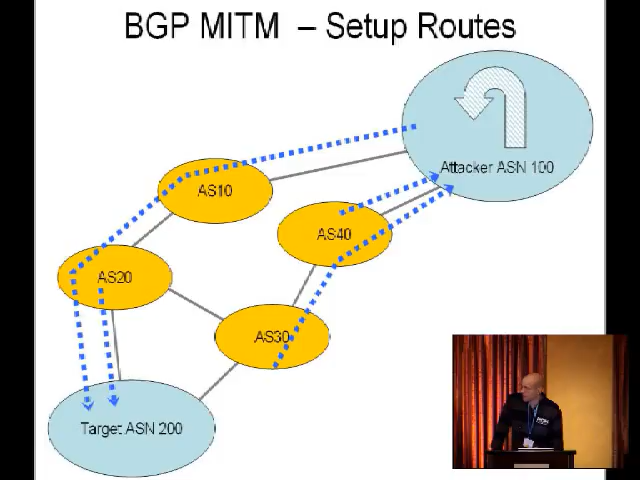 BGP MITM – Setup Routes
Attacker ASN 100
AS10
AS40
AS20
AS30
Target ASN 200